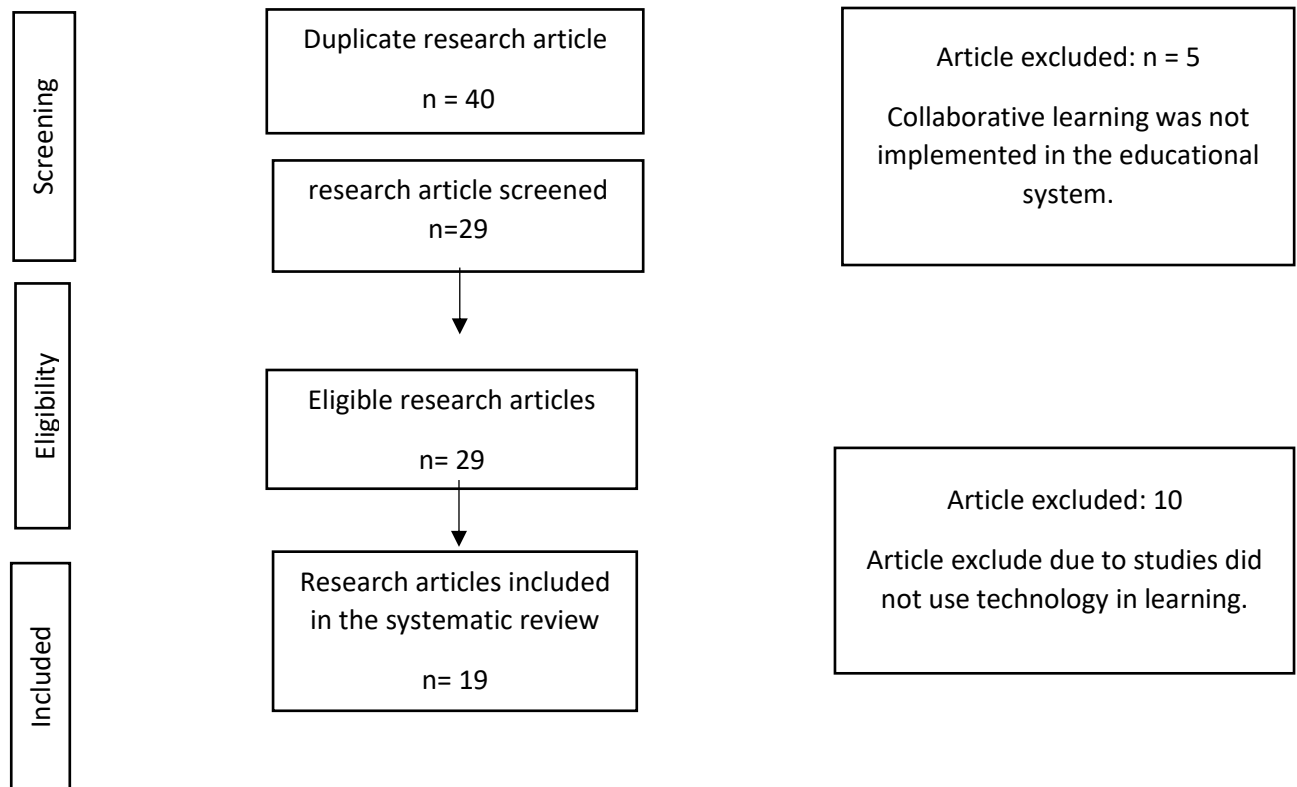 Screening
Duplicate research article
n = 40
research article screened
n=29
Article excluded: n = 5
Collaborative learning was not
implemented in the educational
system.
Eligibility
Eligible research articles
n= 29
Article excluded: 10
Article exclude due to studies did
not use technology in learning.
Included
Research articles included
in the systematic review
n= 19